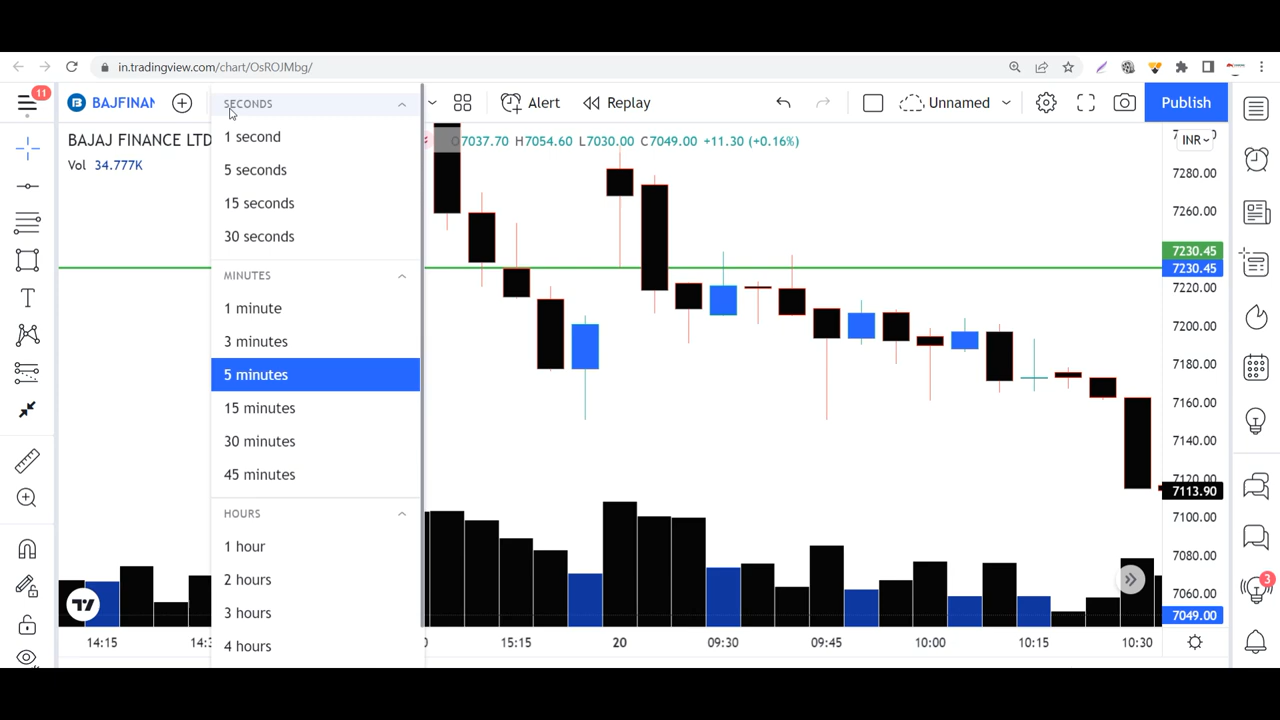 in.tradingview.com/chart/OsROJMbg/
11
BAJFINAN
Alert
Replay
Unnamed
Publish
BAJAJ FINANCE LTD
Vol 34.777K
O7037.70 H7054.60 L7030.00 C7049.00 +11.30 (+0.16%)
INR
SECONDS
1 second
5 seconds
15 seconds
30 seconds
MINUTES
1 minute
3 minutes
5 minutes
15 minutes
30 minutes
45 minutes
HOURS
1 hour
2 hours
3 hours
4 hours
7280.00
7260.00
7230.45
7230.45
7220.00
7200.00
7180.00
7160.00
7140.00
7113.90
7100.00
7080.00
7060.00
7049.00
3
14:15
15:15
20
09:30
09:45
10:00
10:15
10:30